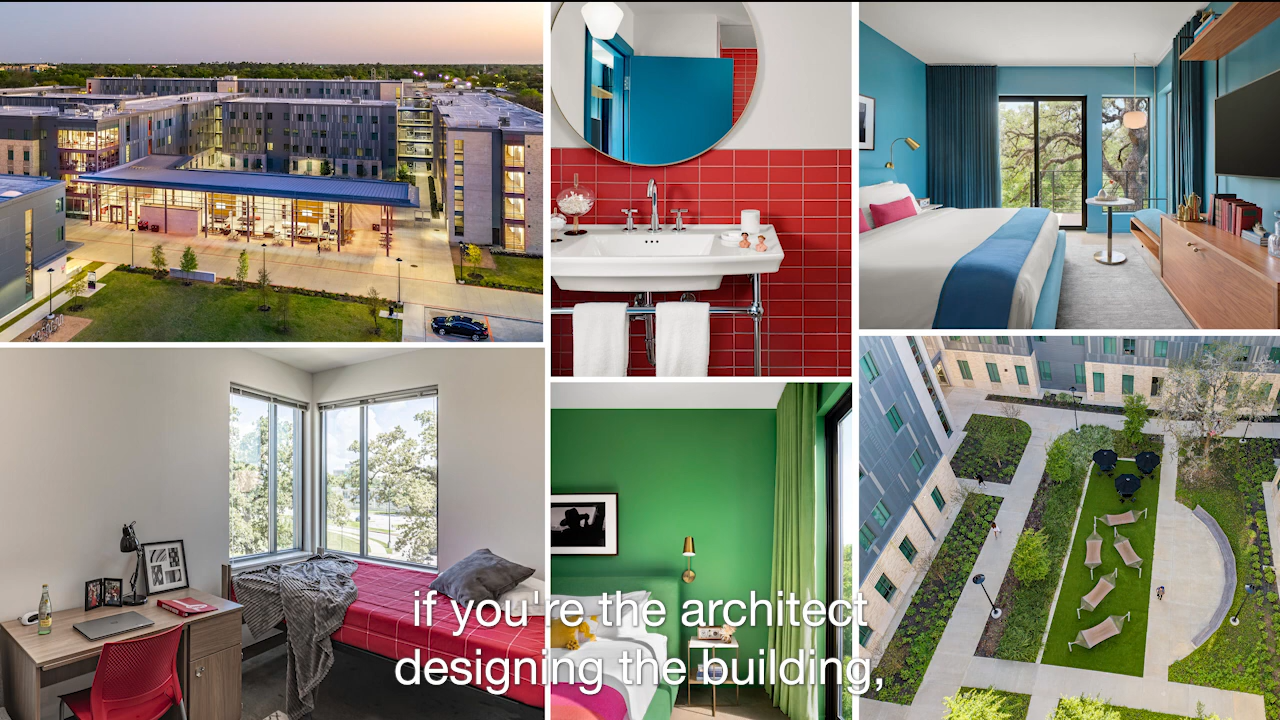 if you're the architect
designing the building,